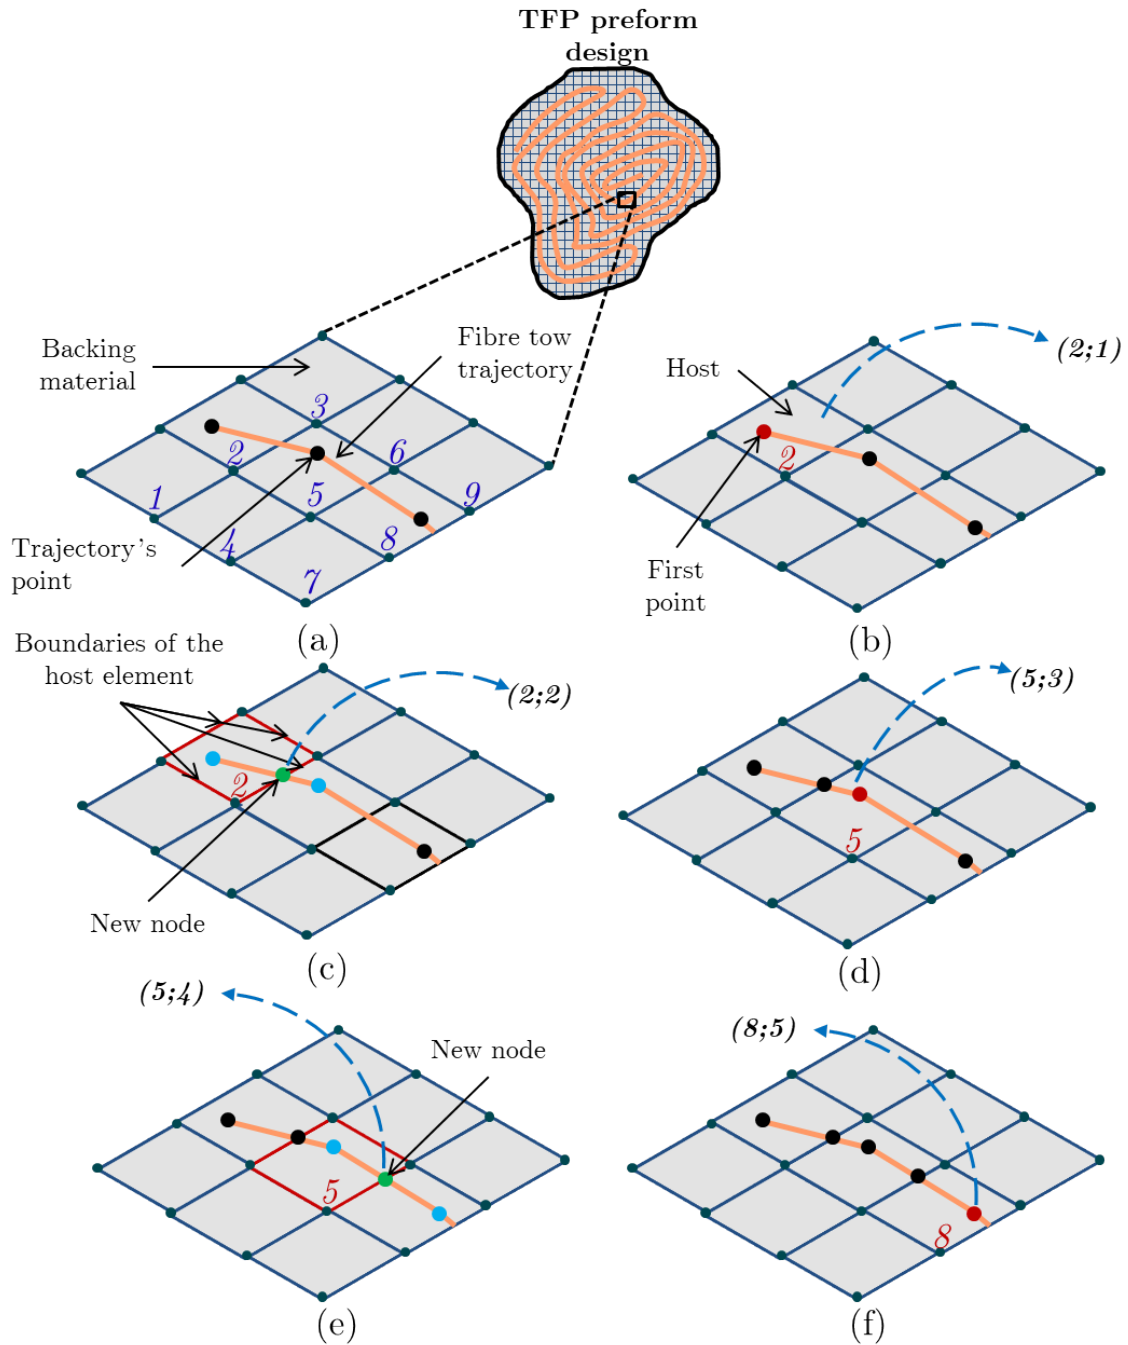 TFP preform
design
Backing
material
Fibre tow
trajectory
3
2
6
1
5
9
4
8
7
Trajectory's
point
(a)
Host
(2;1)
2
First
point
(b)
Boundaries of the
host element
(2;2)
2
New node
(c)
(5;3)
5
(d)
(5;4)
New node
5
(e)
(8;5)
8
(f)